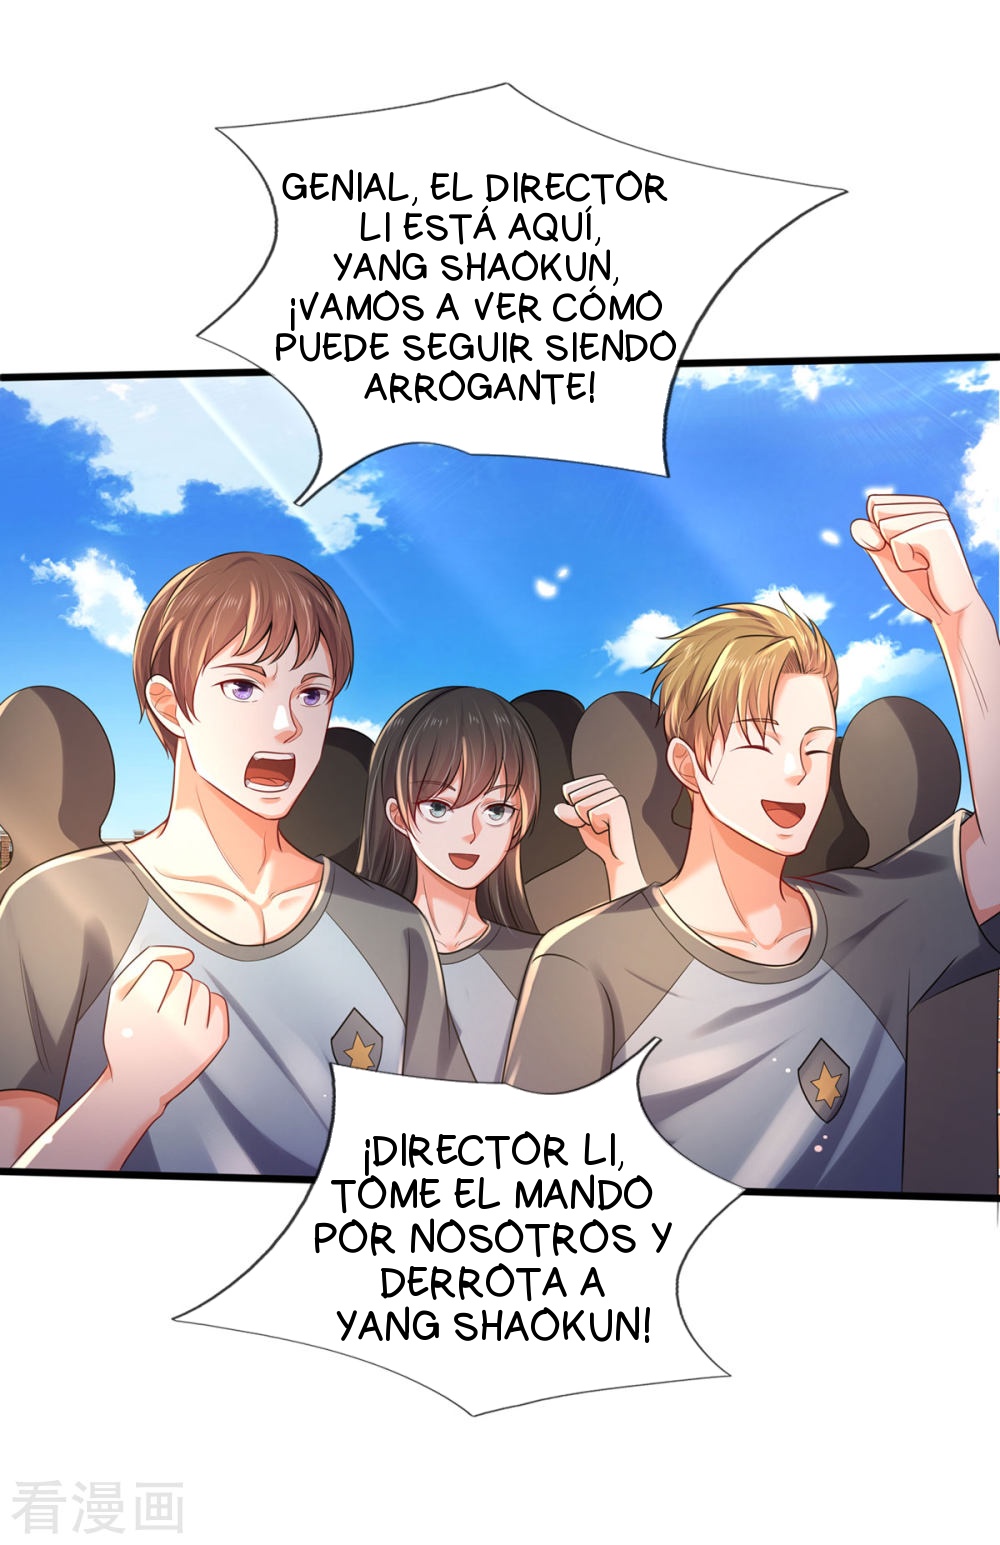 GENIAL, EL DIRECTOR
LI ESTÁ AQUÍ,
YANG SHAOKUN,
¡VAMOS A VER CÓMO
PUEDE SEGUIR SIENDO
ARROGANTE!
¡DIRECTOR LI,
TOME EL MANDO
POR NOSOTROS Y
DERROTA A
YANG SHAOKUN!
看漫画